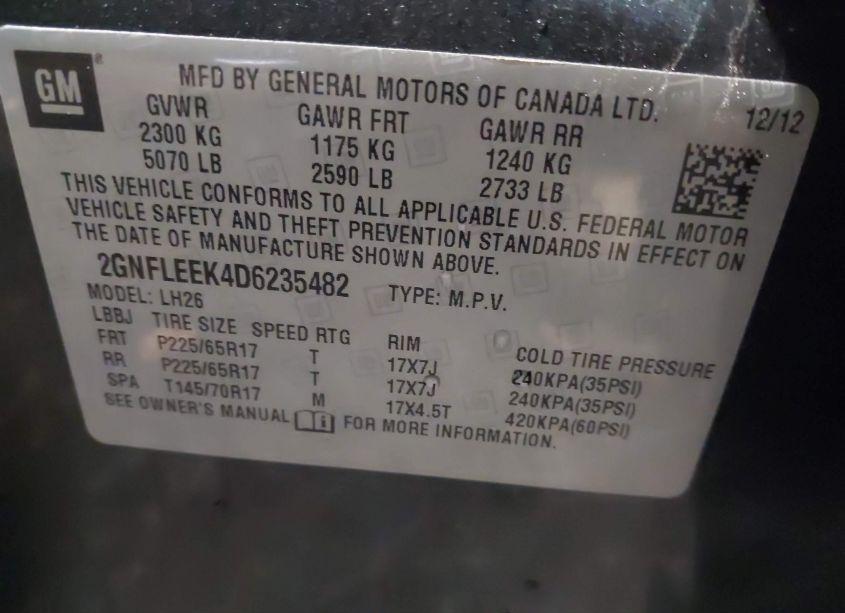 GM
MFD BY GENERAL MOTORS OF CANADA LTD. 12/12
GVWR GAWR FRT GAWR RR
2300 KG 1175 KG 1240 KG
5070 LB 2590 LB 2733 LB
THIS VEHICLE CONFORMS TO ALL APPLICABLE U.S. FEDERAL MOTOR
VEHICLE SAFETY AND THEFT PREVENTION STANDARDS IN EFFECT ON
THE DATE OF MANUFACTURE SHOWN ABOVE.
2GNFLEEK4D6235482 TYPE: M.P.V.
MODEL: LH26
LBBJ TIRE SIZE SPEED RTG RIM COLD TIRE PRESSURE
FRT P225/65R17 T 17X7J 240KPA(35PSI)
RR P225/65R17 T 17X7J 240KPA(35PSI)
SPA T145/70R17 M 17X4.5T 420KPA(60PSI)
SEE OWNER'S MANUAL FOR MORE INFORMATION.